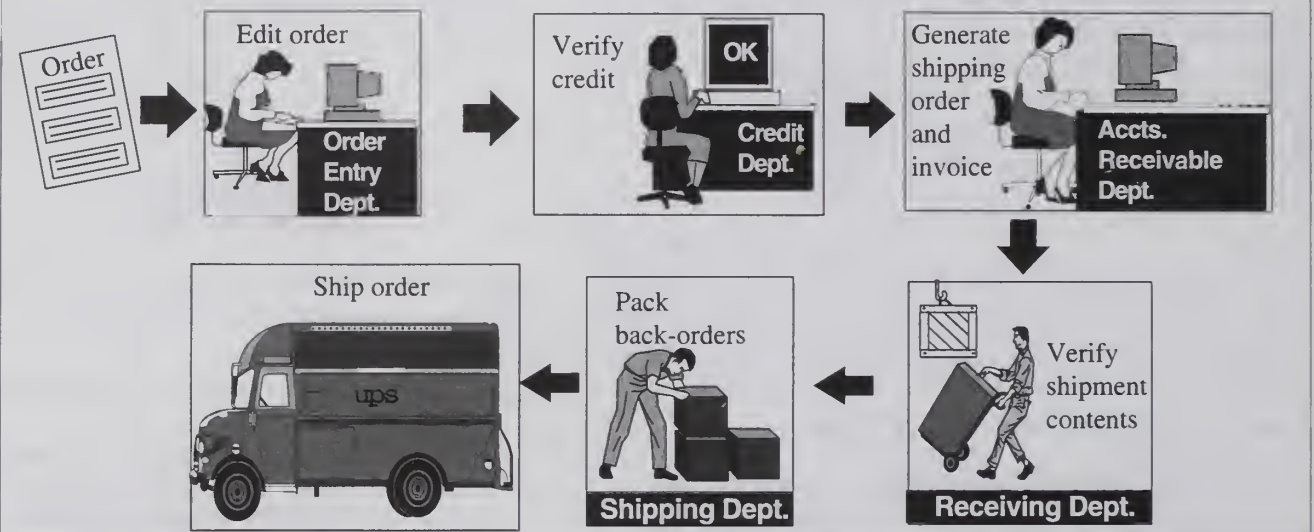 Order
Edit order
Order
Entry
Dept.
Verify
credit
OK
Credit
Dept.
Generate
shipping
order
and
invoice
Accts.
Receivable
Dept.
Verify
shipment
contents
Receiving Dept.
Pack
back-orders
Shipping Dept.
Ship order
ups